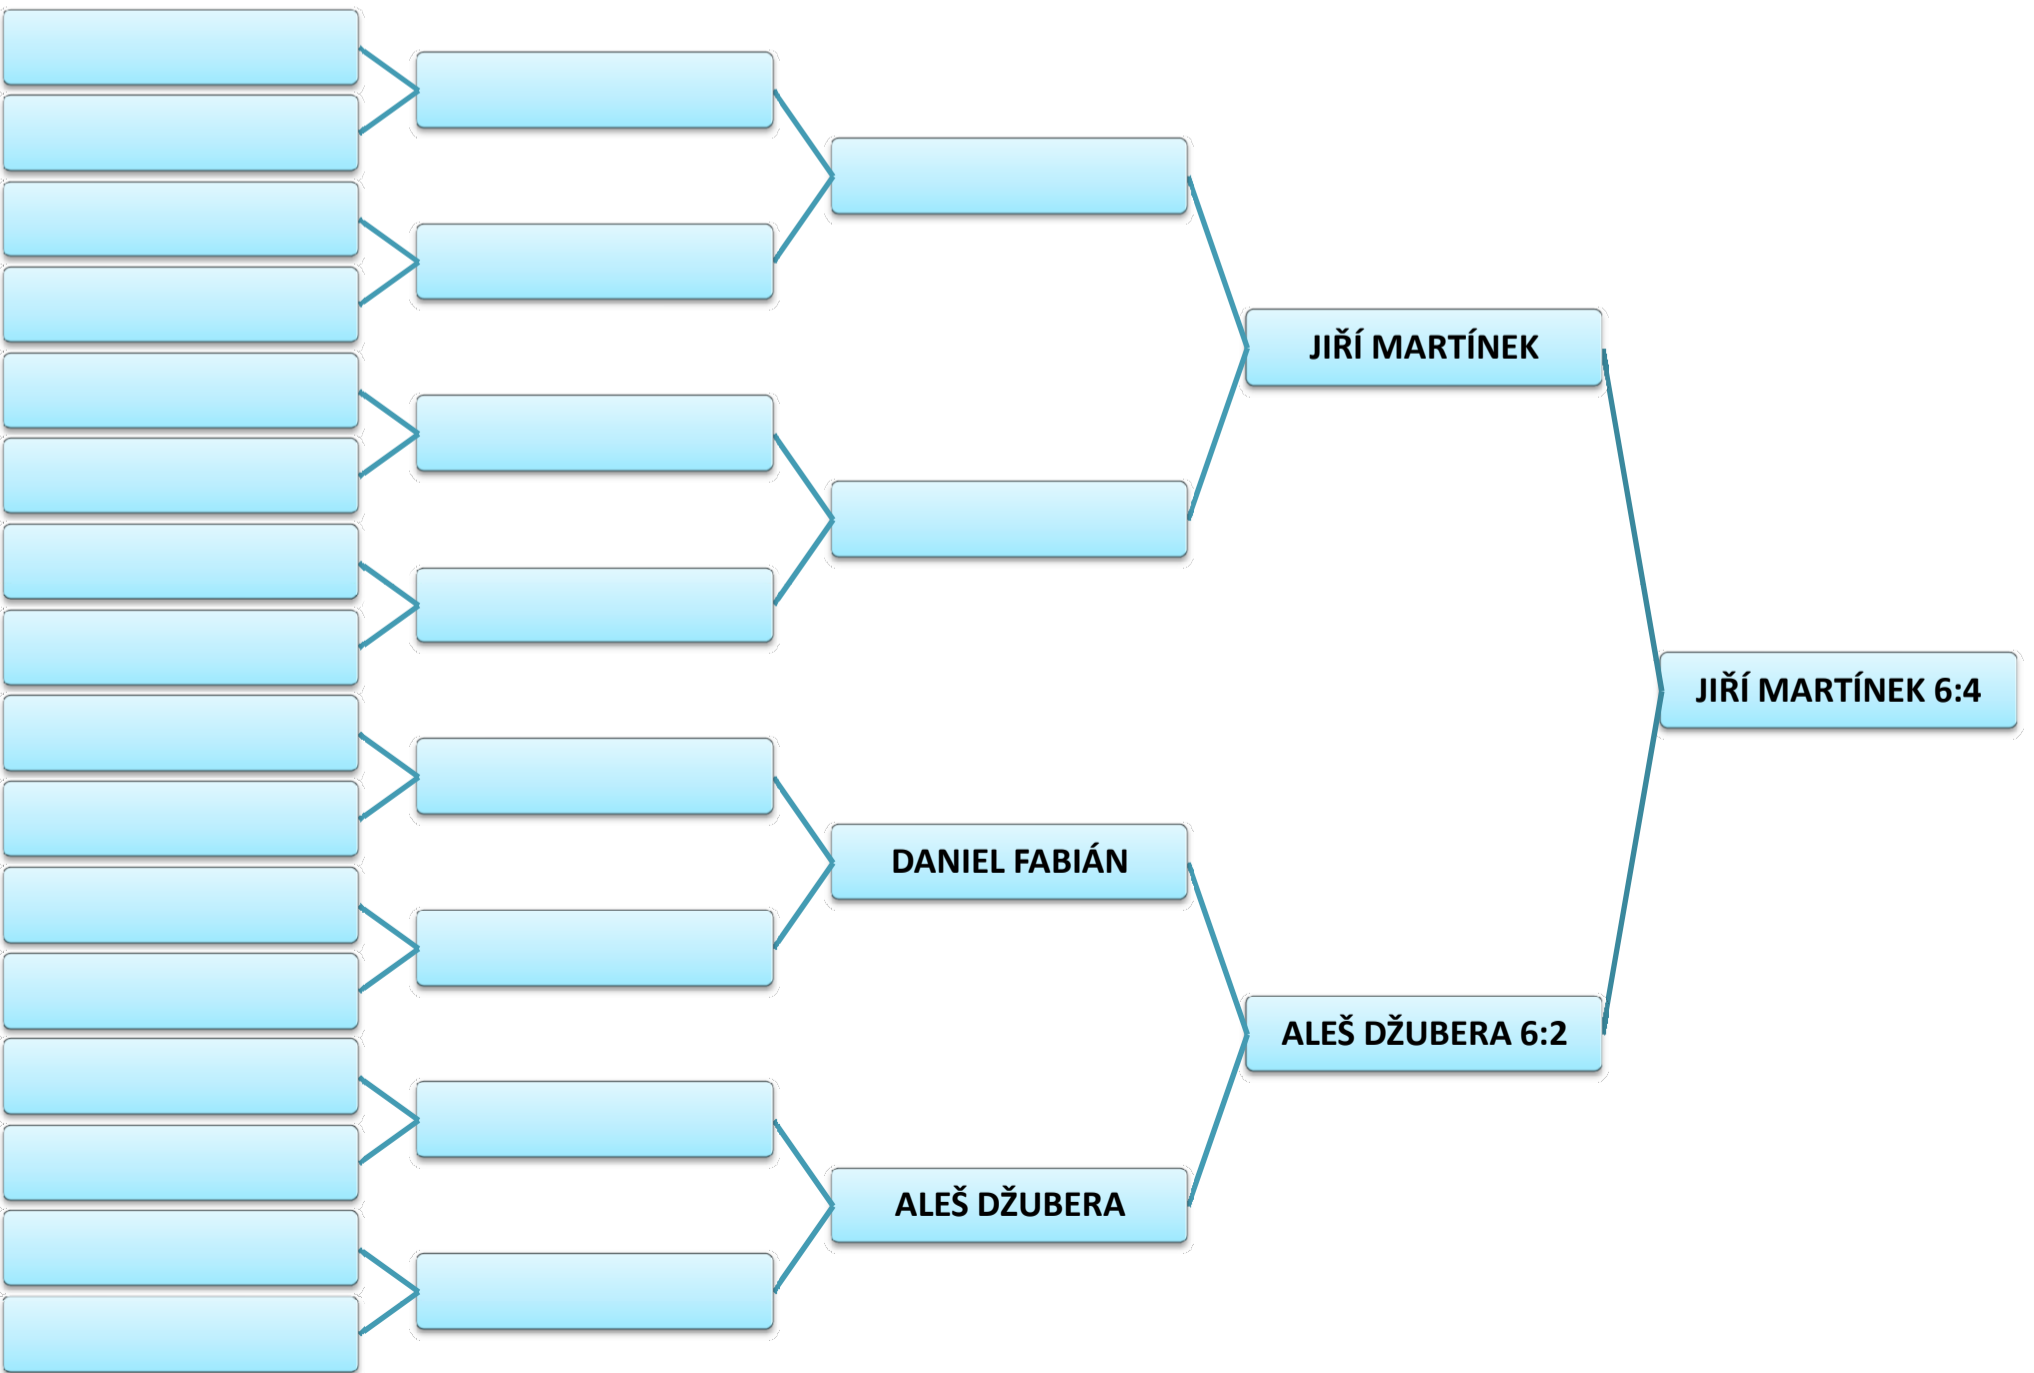 JIŘÍ MARTÍNEK
JIŘÍ MARTÍNEK 6:4
DANIEL FABIÁN
ALEŠ DŽUBERA 6:2
ALEŠ DŽUBERA